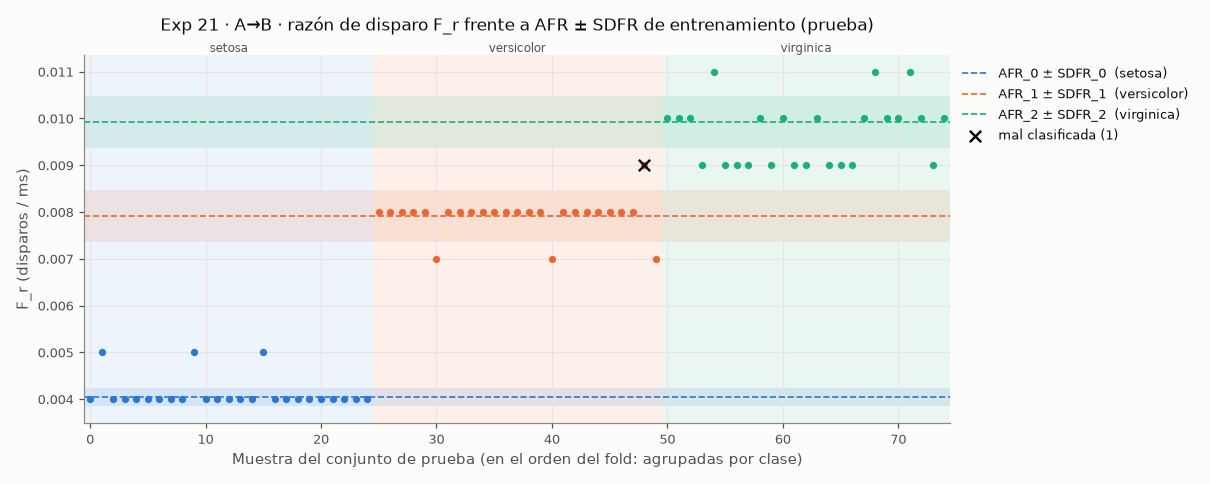 Exp 21 · A→B · razón de disparo F_r frente a AFR ± SDFR de entrenamiento (prueba)
setosa
versicolor
virginica
F_r (disparos / ms)
0.011
0.010
0.009
0.008
0.007
0.006
0.005
0.004
0
10
20
30
40
50
60
70
Muestra del conjunto de prueba (en el orden del fold: agrupadas por clase)
AFR_0 ± SDFR_0 (setosa)
AFR_1 ± SDFR_1 (versicolor)
AFR_2 ± SDFR_2 (virginica)
mal clasificada (1)